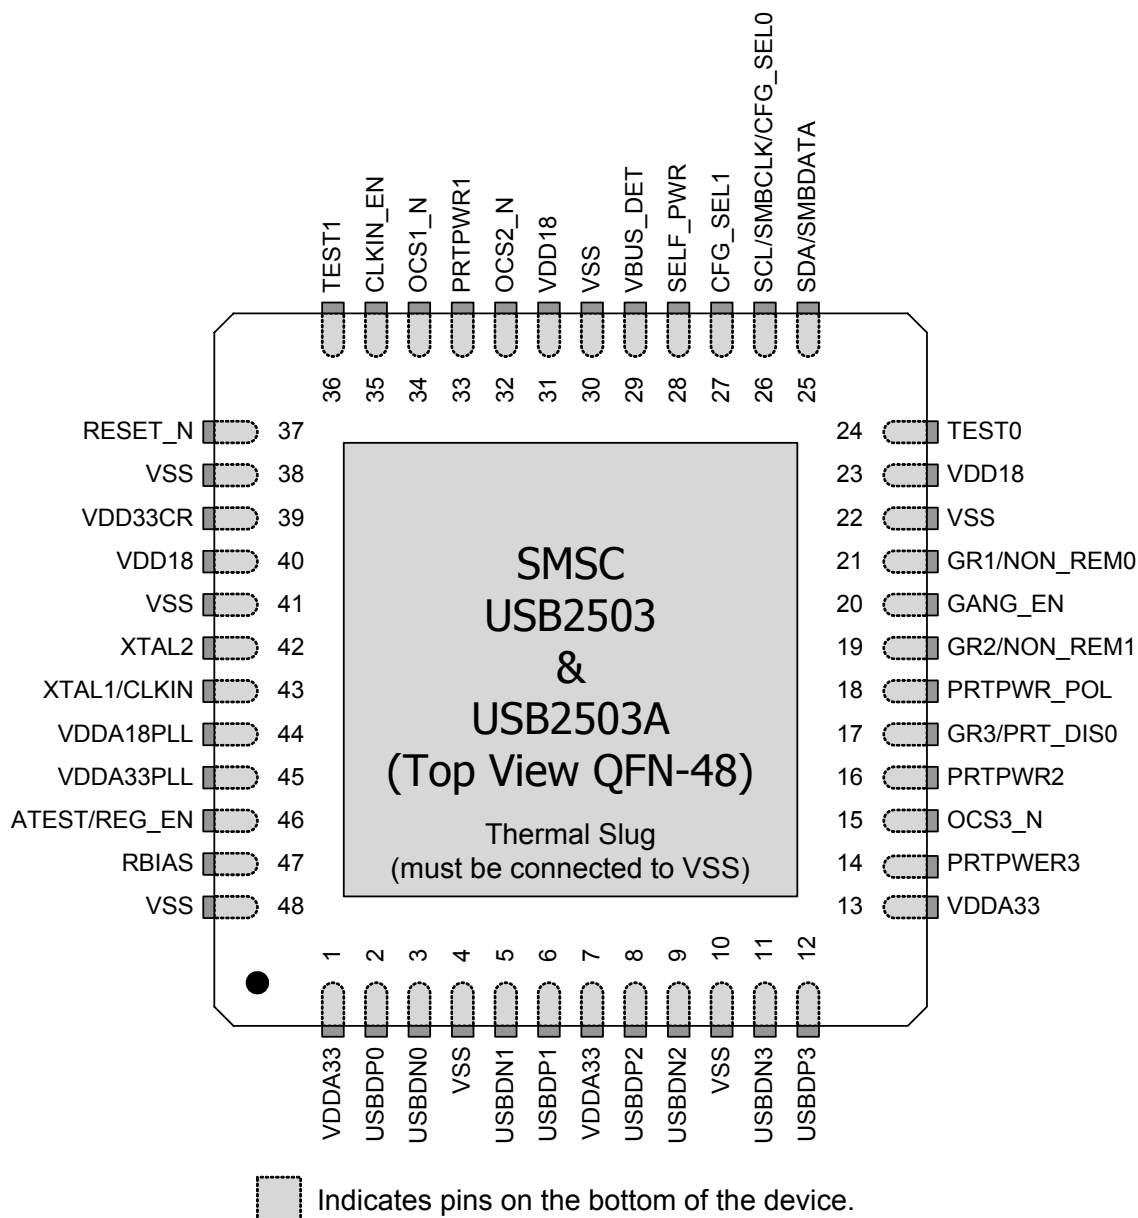 TEST1
CLKIN_EN
OCS1_N
PRTPWR1
OCS2_N
VDD18
VSS
VBUS_DET
SELF_PWR
CFG_SEL1
SCL/SMBCLK/CFG_SEL0
SDA/SMBDATA
36
35
34
33
32
31
30
29
28
27
26
25
RESET_N 37
VSS 38
VDD33CR 39
VDD18 40
VSS 41
XTAL2 42
XTAL1/CLKIN 43
VDDA18PLL 44
VDDA33PLL 45
ATEST/REG_EN 46
RBIAS 47
VSS 48
SMSC
USB2503
&
USB2503A
(Top View QFN-48)
Thermal Slug
(must be connected to VSS)
24 TEST0
23 VDD18
22 VSS
21 GR1/NON_REM0
20 GANG_EN
19 GR2/NON_REM1
18 PRTPWR_POL
17 GR3/PRT_DIS0
16 PRTPWR2
15 OCS3_N
14 PRTPWER3
13 VDDA33
1
2
3
4
5
6
7
8
9
10
11
12
VDDA33
USBDP0
USBDN0
VSS
USBDN1
USBDP1
VDDA33
USBDP2
USBDN2
VSS
USBDN3
USBDP3
Indicates pins on the bottom of the device.